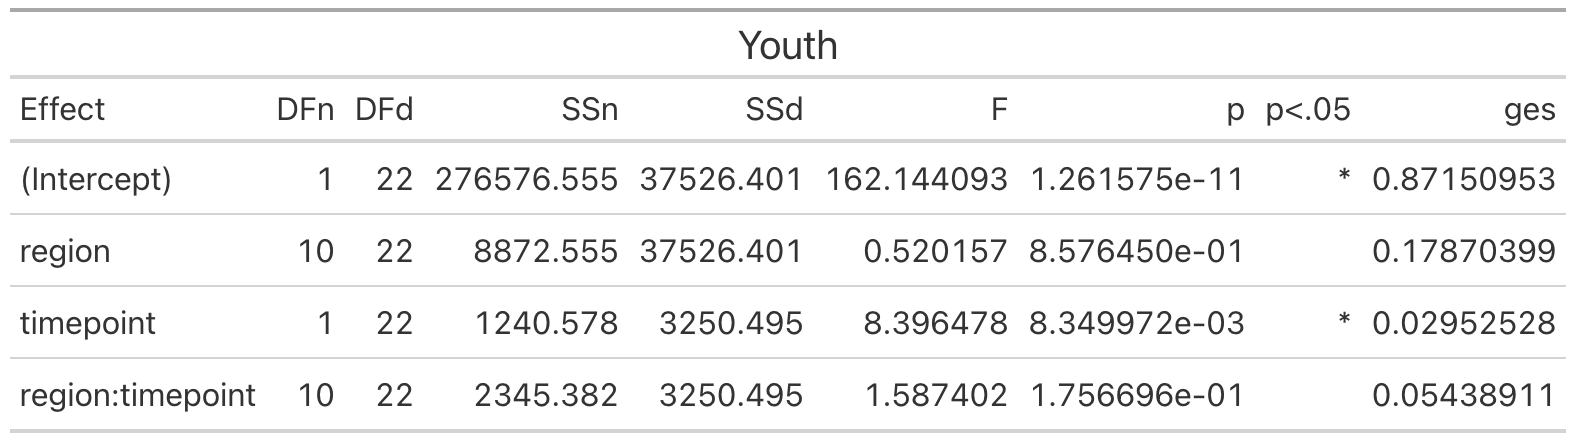 Youth
Effect DFn DFd SSn SSd F p p<.05 ges
(Intercept) 1 22 276576.555 37526.401 162.144093 1.261575e-11 * 0.87150953
region 10 22 8872.555 37526.401 0.520157 8.576450e-01 0.17870399
timepoint 1 22 1240.578 3250.495 8.396478 8.349972e-03 * 0.02952528
region:timepoint 10 22 2345.382 3250.495 1.587402 1.756696e-01 0.05438911